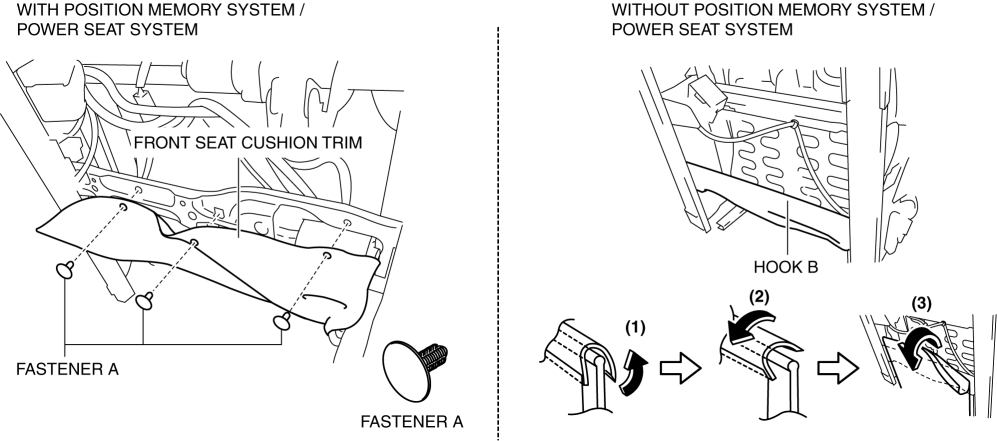 WITH POSITION MEMORY SYSTEM /
POWER SEAT SYSTEM
FRONT SEAT CUSHION TRIM
FASTENER A
FASTENER A
WITHOUT POSITION MEMORY SYSTEM /
POWER SEAT SYSTEM
HOOK B
(1)
(2)
(3)